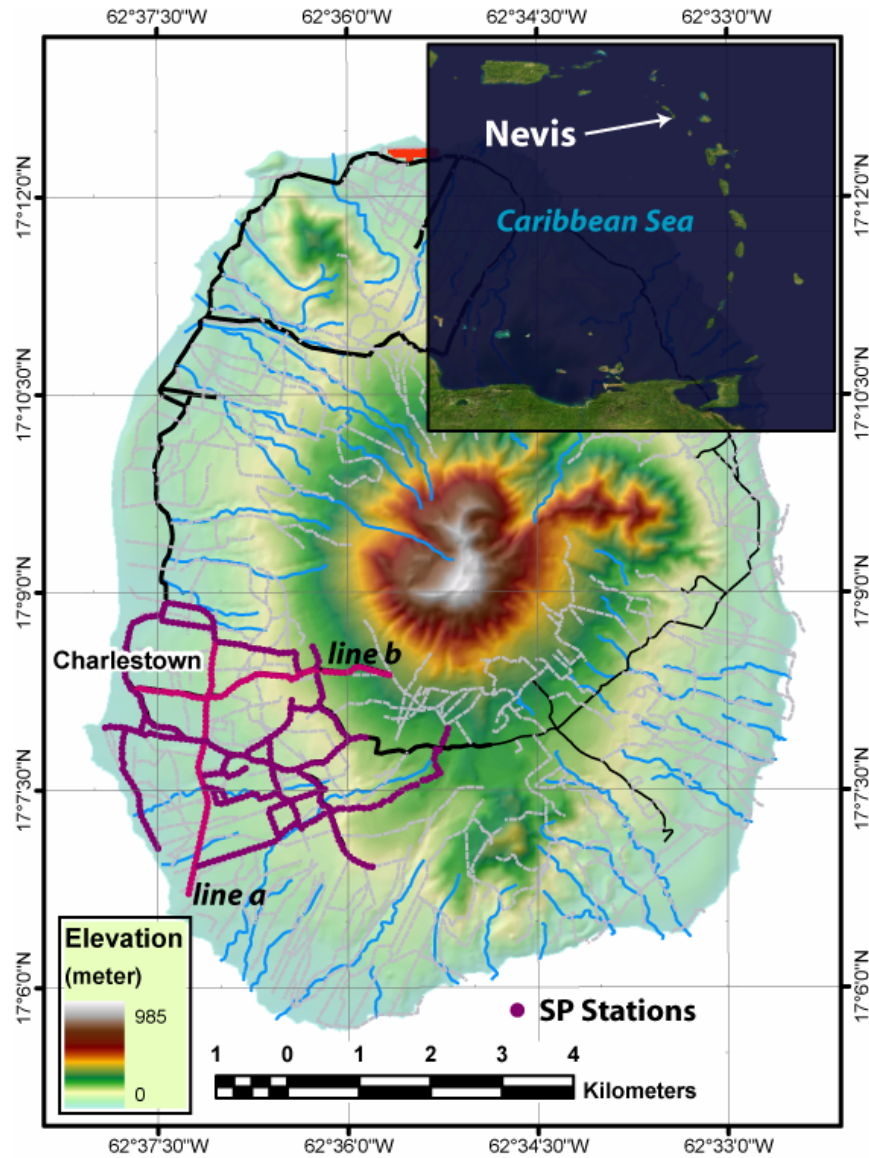 62°37'30"W 62°36'0"W 62°34'30"W 62°33'0"W
Nevis
17°12'0"N 17°12'0"N
Caribbean Sea
17°10'30"N 17°10'30"N
17°9'0"N 17°9'0"N
Charlestown
line b
17°7'30"N 17°7'30"N
line a
Elevation
(meter)
985
0
17°6'0"N 17°6'0"N
SP Stations
1 0 1 2 3 4
Kilometers
62°37'30"W 62°36'0"W 62°34'30"W 62°33'0"W